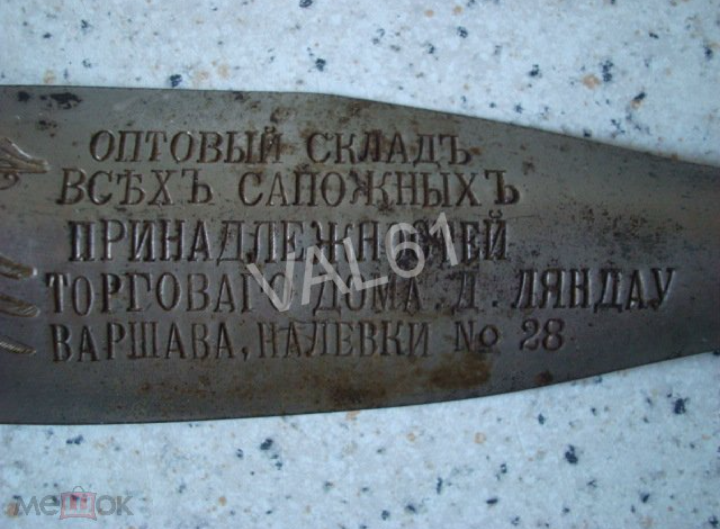 ОПТОВЫЙ СКЛАДЪ
ВСѢХЪ САПОЖНЫХЪ
ПРИНАДЛЕЖНОСТЕЙ
ТОРГОВАГО ДОМА. Д. ЛЯНДАУ
ВАРШАВА, НАЛЕВКИ No 28
VAL61
мешок